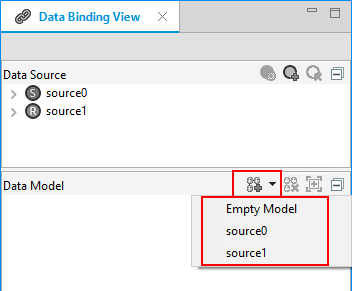 Data Binding View
Data Source
S source0
R source1
Data Model
Empty Model
source0
source1